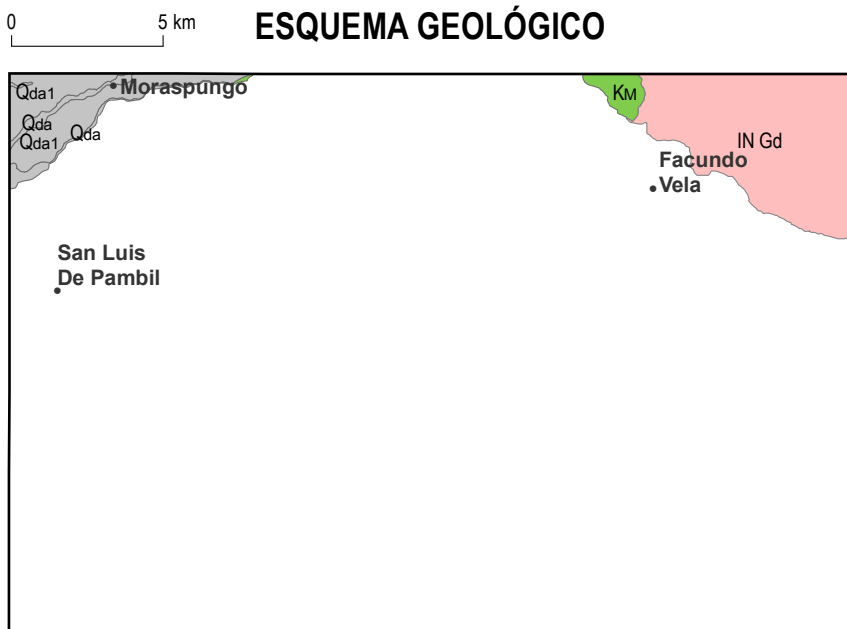 0 5 km
ESQUEMA GEOLÓGICO
Qda1
Moraspungo
Qda
Qda1
Qda
KM
IN Gd
Facundo
Vela
San Luis
De Pambil